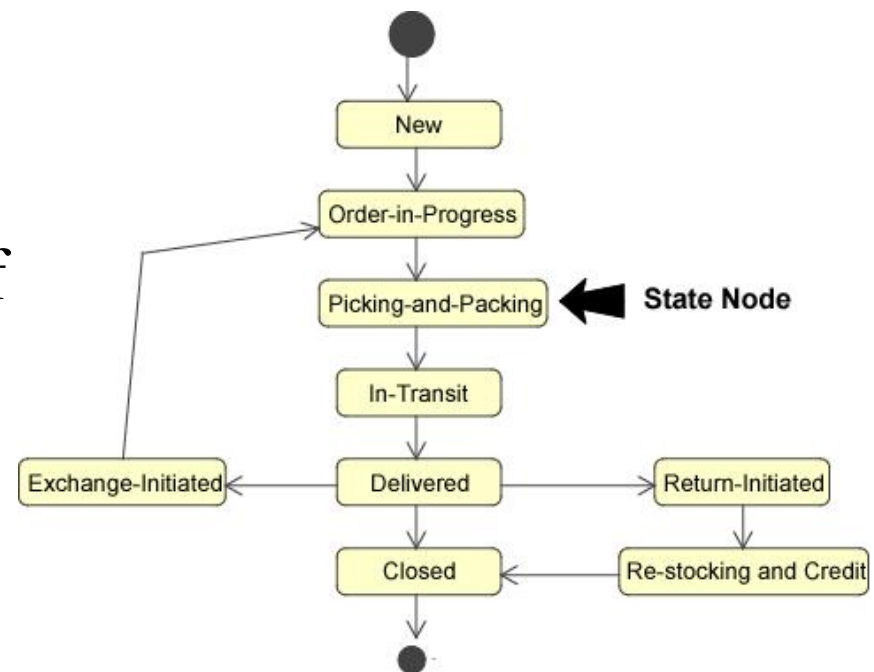 New
Order-in-Progress
f
Picking-and-Packing
State Node
In-Transit
Exchange-Initiated
Delivered
Return-Initiated
Closed
Re-stocking and Credit